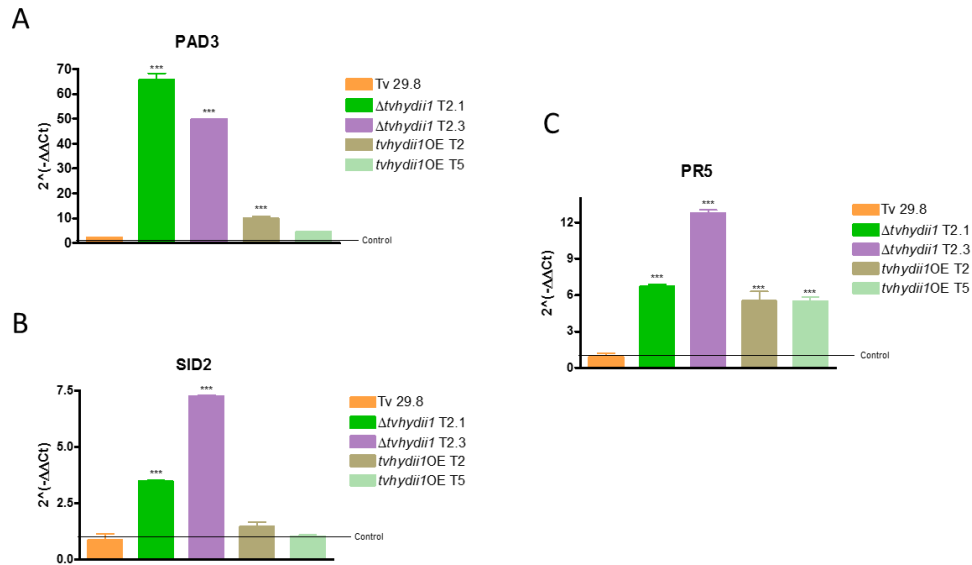 A
PAD3
2^(-ΔΔCt)
70
60
50
40
30
20
10
0
***
***
***
Control
Tv 29.8
Δtvhydii1 T2.1
Δtvhydii1 T2.3
tvhydii1OE T2
tvhydii1OE T5
B
SID2
2^(-ΔΔCt)
7.5
5.0
2.5
0.0
***
***
Control
Tv 29.8
Δtvhydii1 T2.1
Δtvhydii1 T2.3
tvhydii1OE T2
tvhydii1OE T5
C
PR5
2^(-ΔΔCt)
12
9
6
3
0
***
***
***
***
Control
Tv 29.8
Δtvhydii1 T2.1
Δtvhydii1 T2.3
tvhydii1OE T2
tvhydii1OE T5